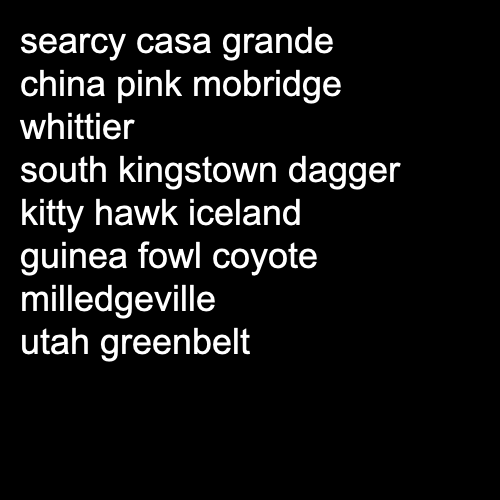 searcy casa grande
china pink mobridge
whittier
south kingstown dagger
kitty hawk iceland
guinea fowl coyote
milledgeville
utah greenbelt